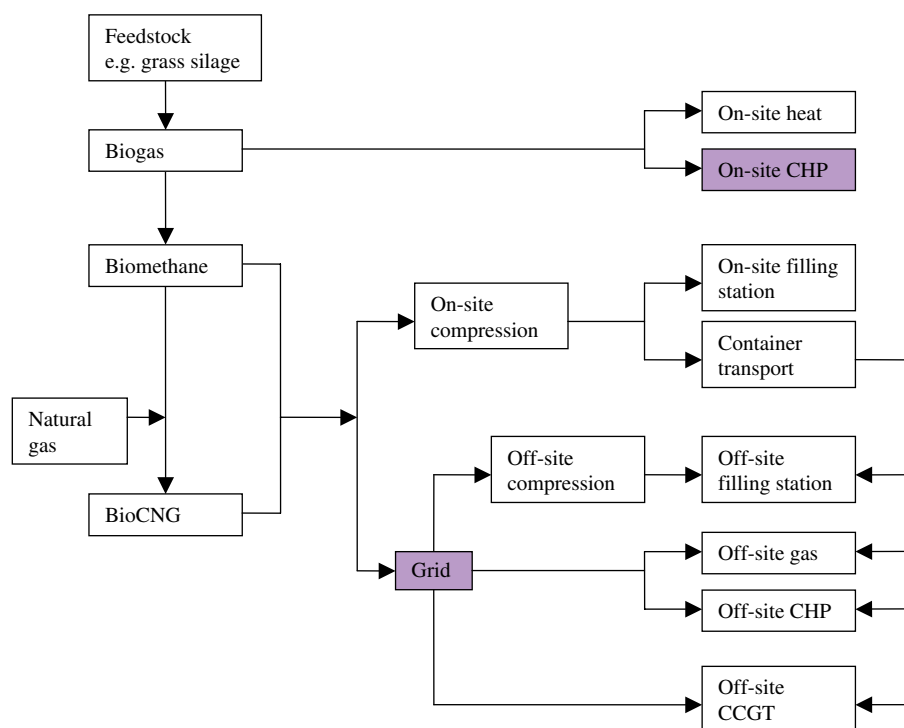 Feedstock
e.g. grass silage
Biogas
On-site heat
On-site CHP
Biomethane
On-site
compression
On-site filling
station
Container
transport
Natural
gas
BioCNG
Off-site
compression
Off-site
filling station
Grid
Off-site gas
Off-site CHP
Off-site
CCGT